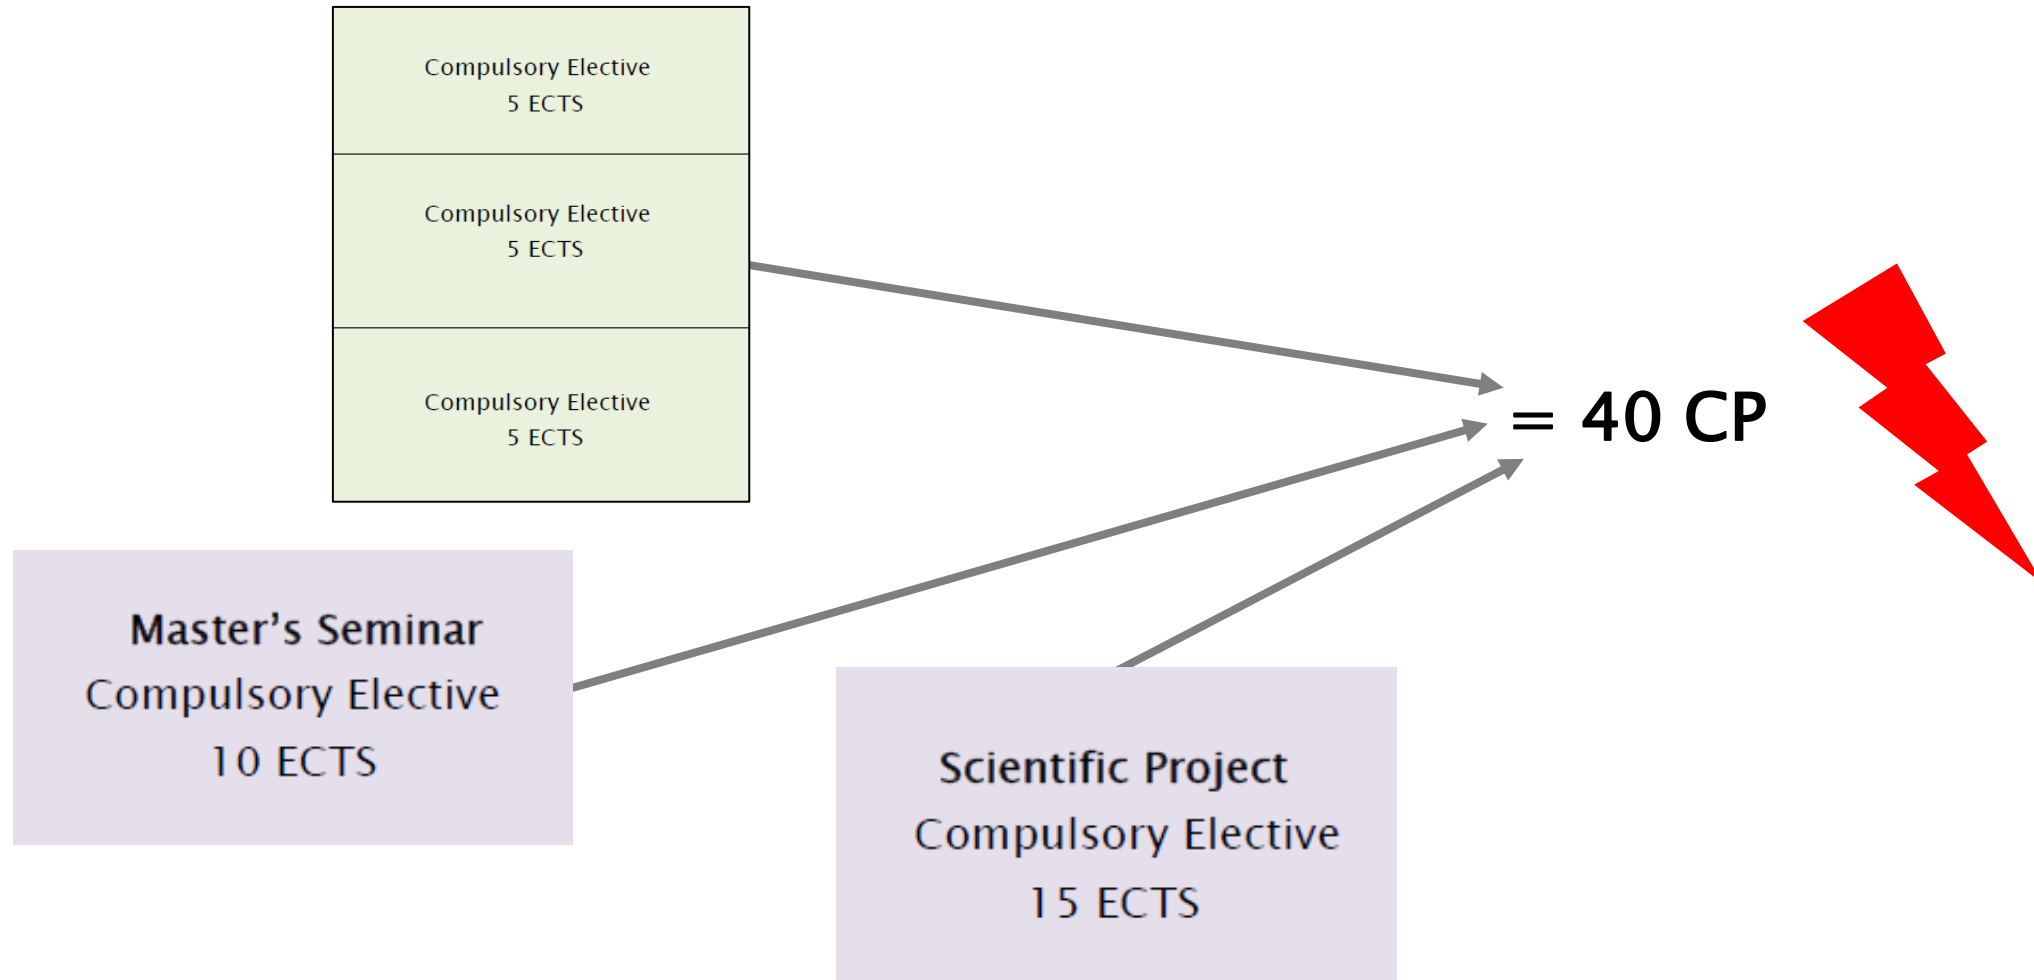 Compulsory Elective
5 ECTS
Compulsory Elective
5 ECTS
Compulsory Elective
5 ECTS
= 40 CP
Master’s Seminar
Compulsory Elective
10 ECTS
Scientific Project
Compulsory Elective
15 ECTS